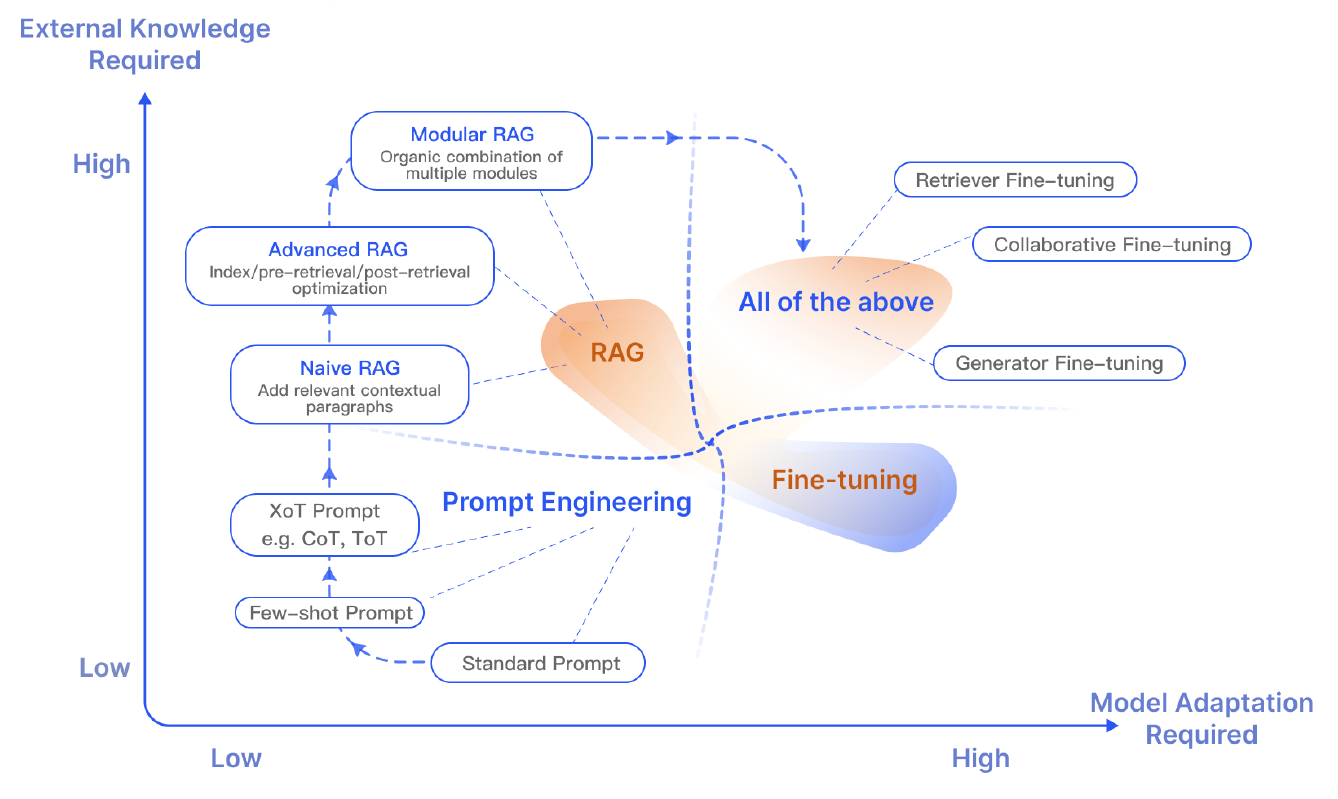 External Knowledge
Required
High
Modular RAG
Organic combination of
multiple modules
Retriever Fine–tuning
Collaborative Fine–tuning
Advanced RAG
Index/pre–retrieval/post–retrieval
optimization
All of the above
RAG
Generator Fine–tuning
Naive RAG
Add relevant contextual
paragraphs
Fine-tuning
Prompt Engineering
XoT Prompt
e.g. CoT, ToT
Few–shot Prompt
Standard Prompt
Low
Model Adaptation
Required
Low
High